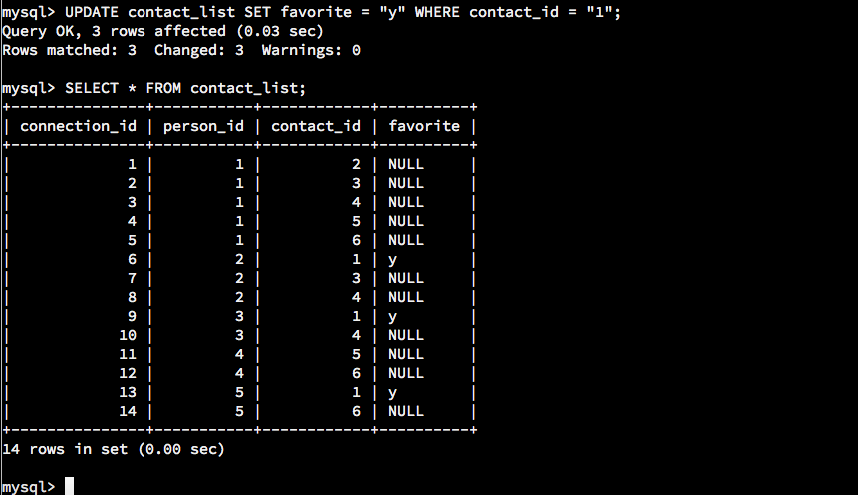 mysql> UPDATE contact_list SET favorite = "y" WHERE contact_id = "1";
Query OK, 3 rows affected (0.03 sec)
Rows matched: 3  Changed: 3  Warnings: 0
mysql> SELECT * FROM contact_list;
+---------------+-----------+------------+----------+
| connection_id | person_id | contact_id | favorite |
+---------------+-----------+------------+----------+
|             1 |         1 |          2 | NULL     |
|             2 |         1 |          3 | NULL     |
|             3 |         1 |          4 | NULL     |
|             4 |         1 |          5 | NULL     |
|             5 |         1 |          6 | NULL     |
|             6 |         2 |          1 | y        |
|             7 |         2 |          3 | NULL     |
|             8 |         2 |          4 | NULL     |
|             9 |         3 |          1 | y        |
|            10 |         3 |          4 | NULL     |
|            11 |         4 |          5 | NULL     |
|            12 |         4 |          6 | NULL     |
|            13 |         5 |          1 | y        |
|            14 |         5 |          6 | NULL     |
+---------------+-----------+------------+----------+
14 rows in set (0.00 sec)
mysql>